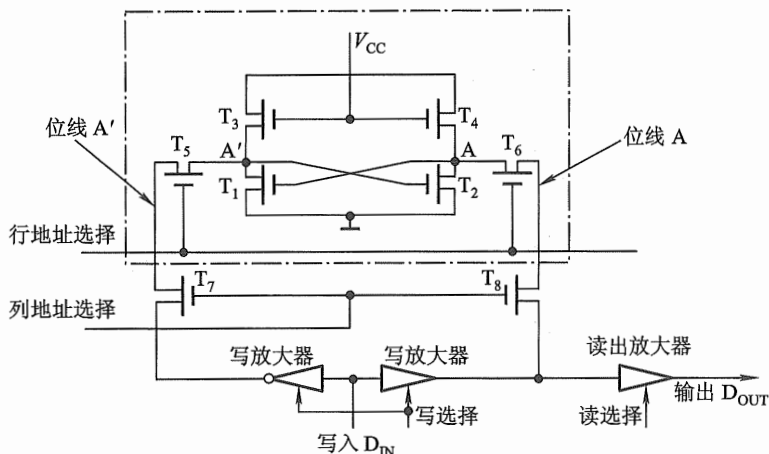 V_CC
位线 A′
T₃
T₄
位线 A
T₅
A′
A
T₆
T₁
T₂
行地址选择
T₇
T₈
列地址选择
写放大器
写放大器
读出放大器
输出 D_OUT
写选择
读选择
写入 D_IN